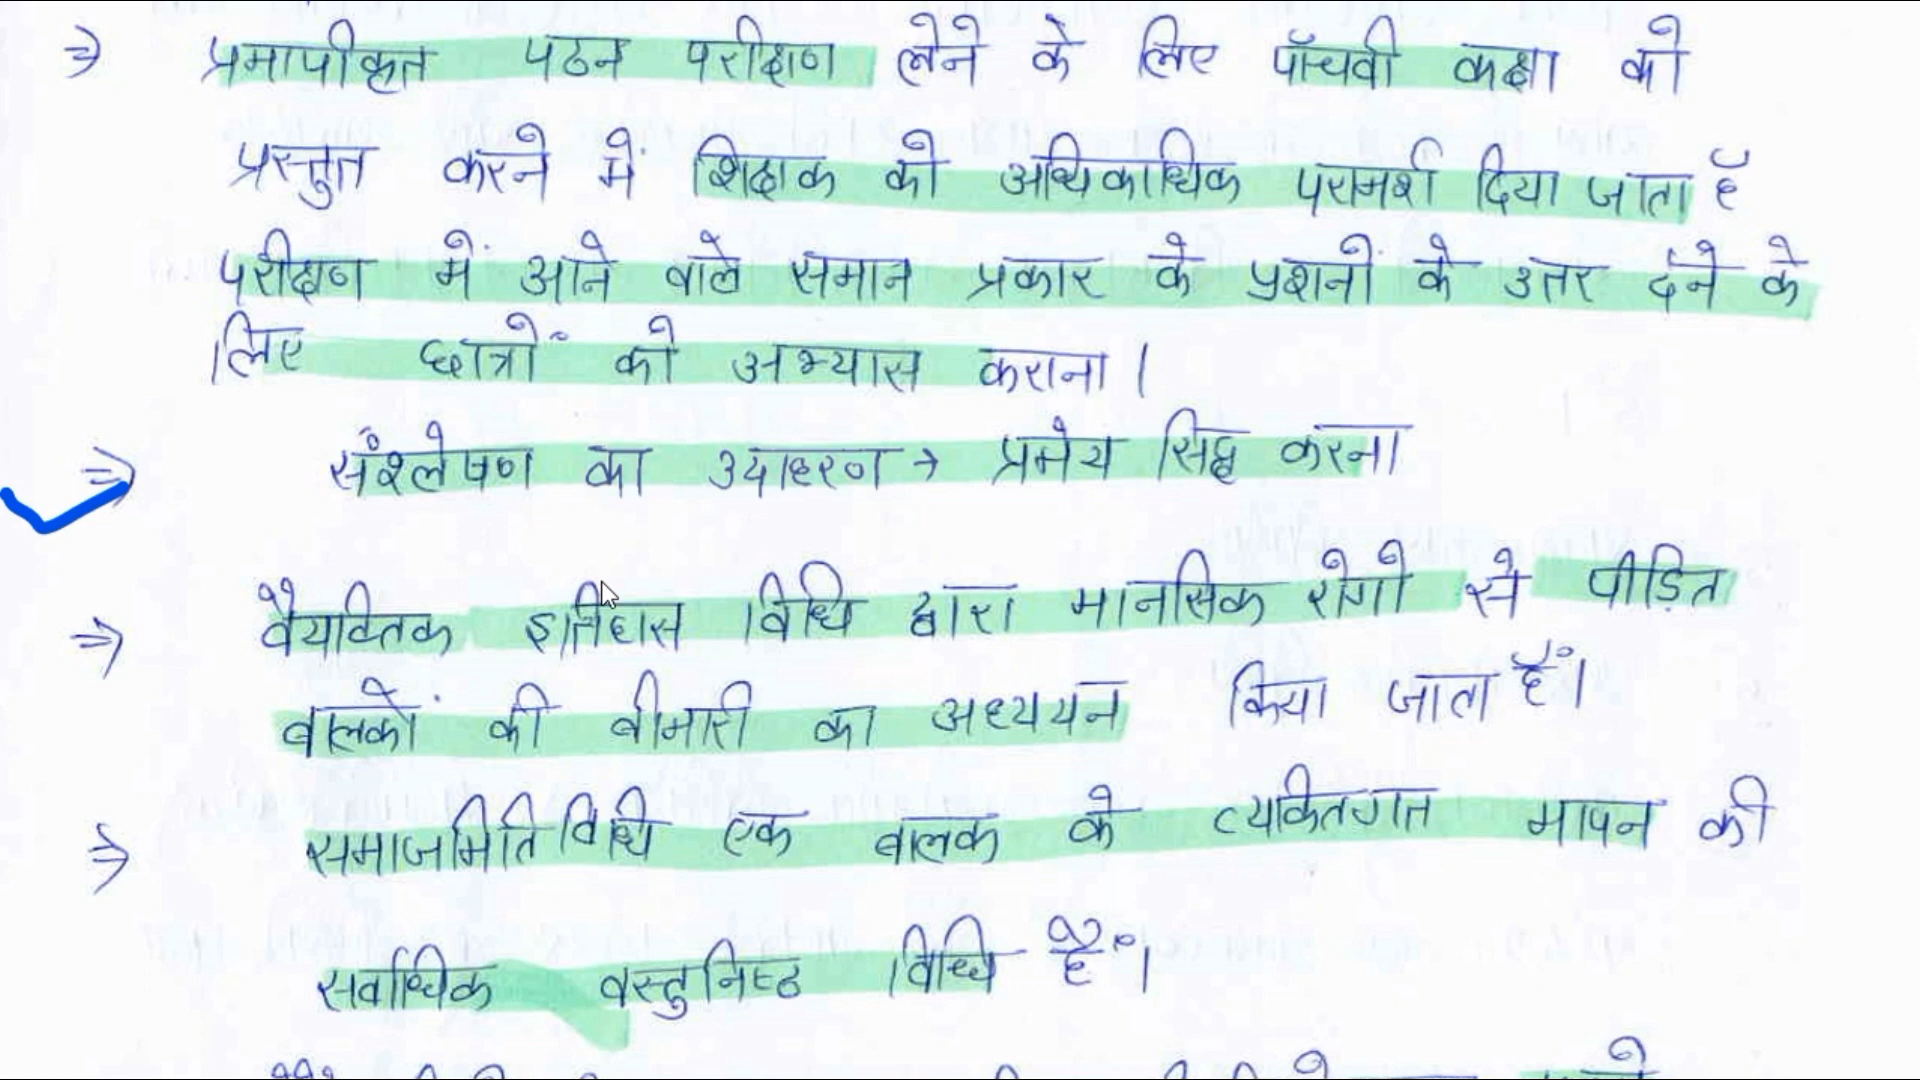 ⇒ प्रमापीकृत पठन परीक्षण लेने के लिए पाँचवी कक्षा को
प्रस्तुत करने में शिक्षक को अधिकाधिक परामर्श दिया जाता है
परीक्षण में आने वाले समान प्रकार के प्रशनों के उत्तर देने के
लिए छात्रों को अभ्यास कराना।
⇒ संश्लेषण का उदाहरण → प्रमेय सिद्ध करना
⇒ वैयक्तिक इतिहास विधि द्वारा मानसिक रोगो से पीड़ित
बालकों की बीमारी का अध्ययन किया जाता हैं।
⇒ समाजमिति विधि एक बालक के व्यक्तिगत मापन की
सर्वाधिक वस्तुनिष्ठ विधि हैं।